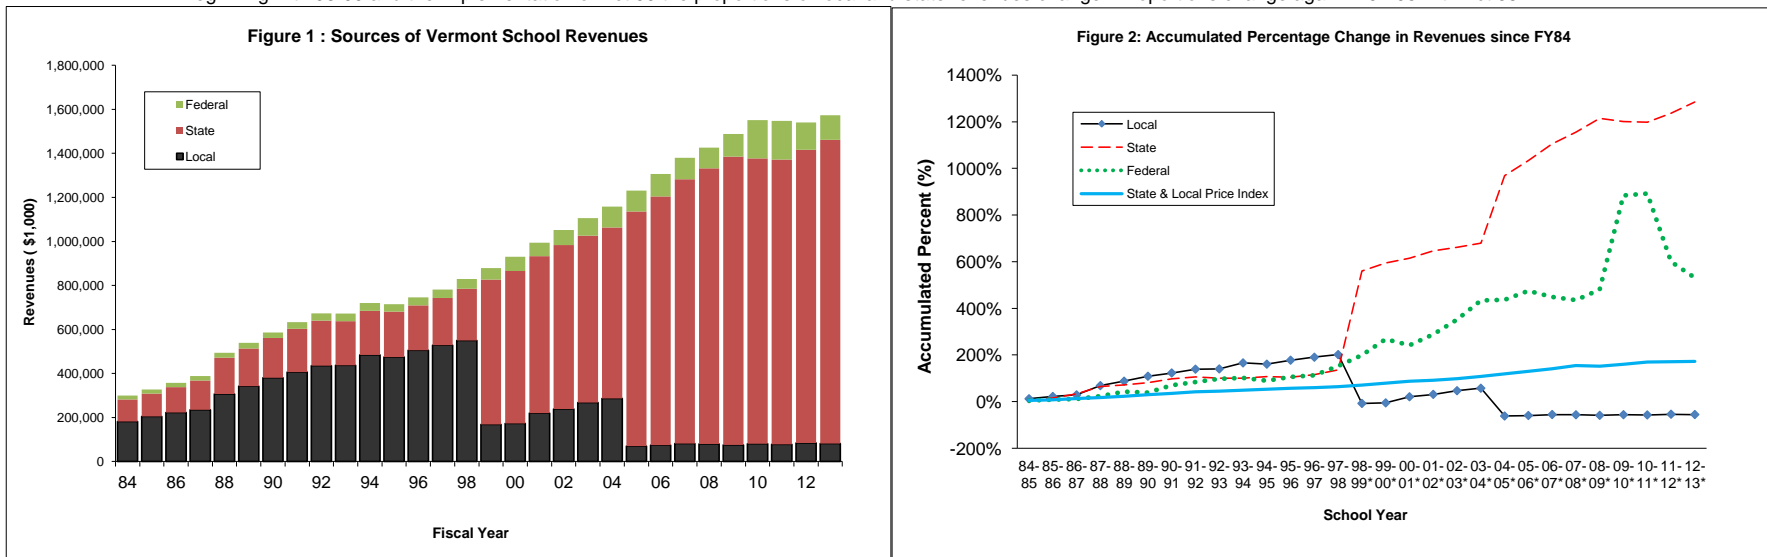 Figure 1 : Sources of Vermont School Revenues
Revenues ( $1,000)
1,800,000
1,600,000
1,400,000
1,200,000
1,000,000
800,000
600,000
400,000
200,000
0
Federal
State
Local
84 86 88 90 92 94 96 98 00 02 04 06 08 10 12
Fiscal Year
Figure 2: Accumulated Percentage Change in Revenues since FY84
Accumulated Percent (%)
1400%
1200%
1000%
800%
600%
400%
200%
0%
-200%
Local
State
Federal
State & Local Price Index
84- 85- 86- 87- 88- 89- 90- 91- 92- 93- 94- 95- 96- 97- 98- 99- 00- 01- 02- 03- 04- 05- 06- 07- 08- 09- 10- 11- 12-
85 86 87 88 89 90 91 92 93 94 95 96 97 98 99* 00* 01* 02* 03* 04* 05* 06* 07* 08* 09* 10* 11* 12* 13*
School Year